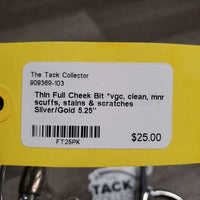 The Tack Collector
909369-103
Thin Full Cheek Bit *vgc, clean, mnr
scuffs, stains & scratches
Silver/Gold 5.25"
$25.00
FT25PK
TACK